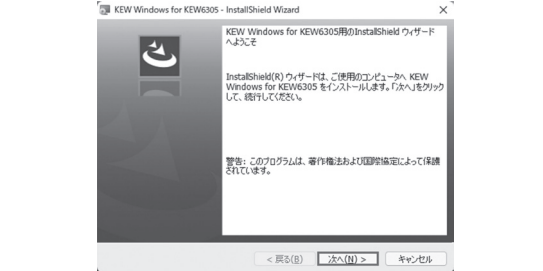 KEW Windows for KEW6305 - InstallShield Wizard
KEW Windows for KEW6305用のInstallShield ウィザード
へようこそ
InstallShield(R) ウィザードは、ご使用のコンピュータへ KEW
Windows for KEW6305 をインストールします。「次へ」をクリック
して、続行してください。
警告: このプログラムは、著作権法および国際協定によって保護
されています。
< 戻る(B) 次へ(N) > キャンセル